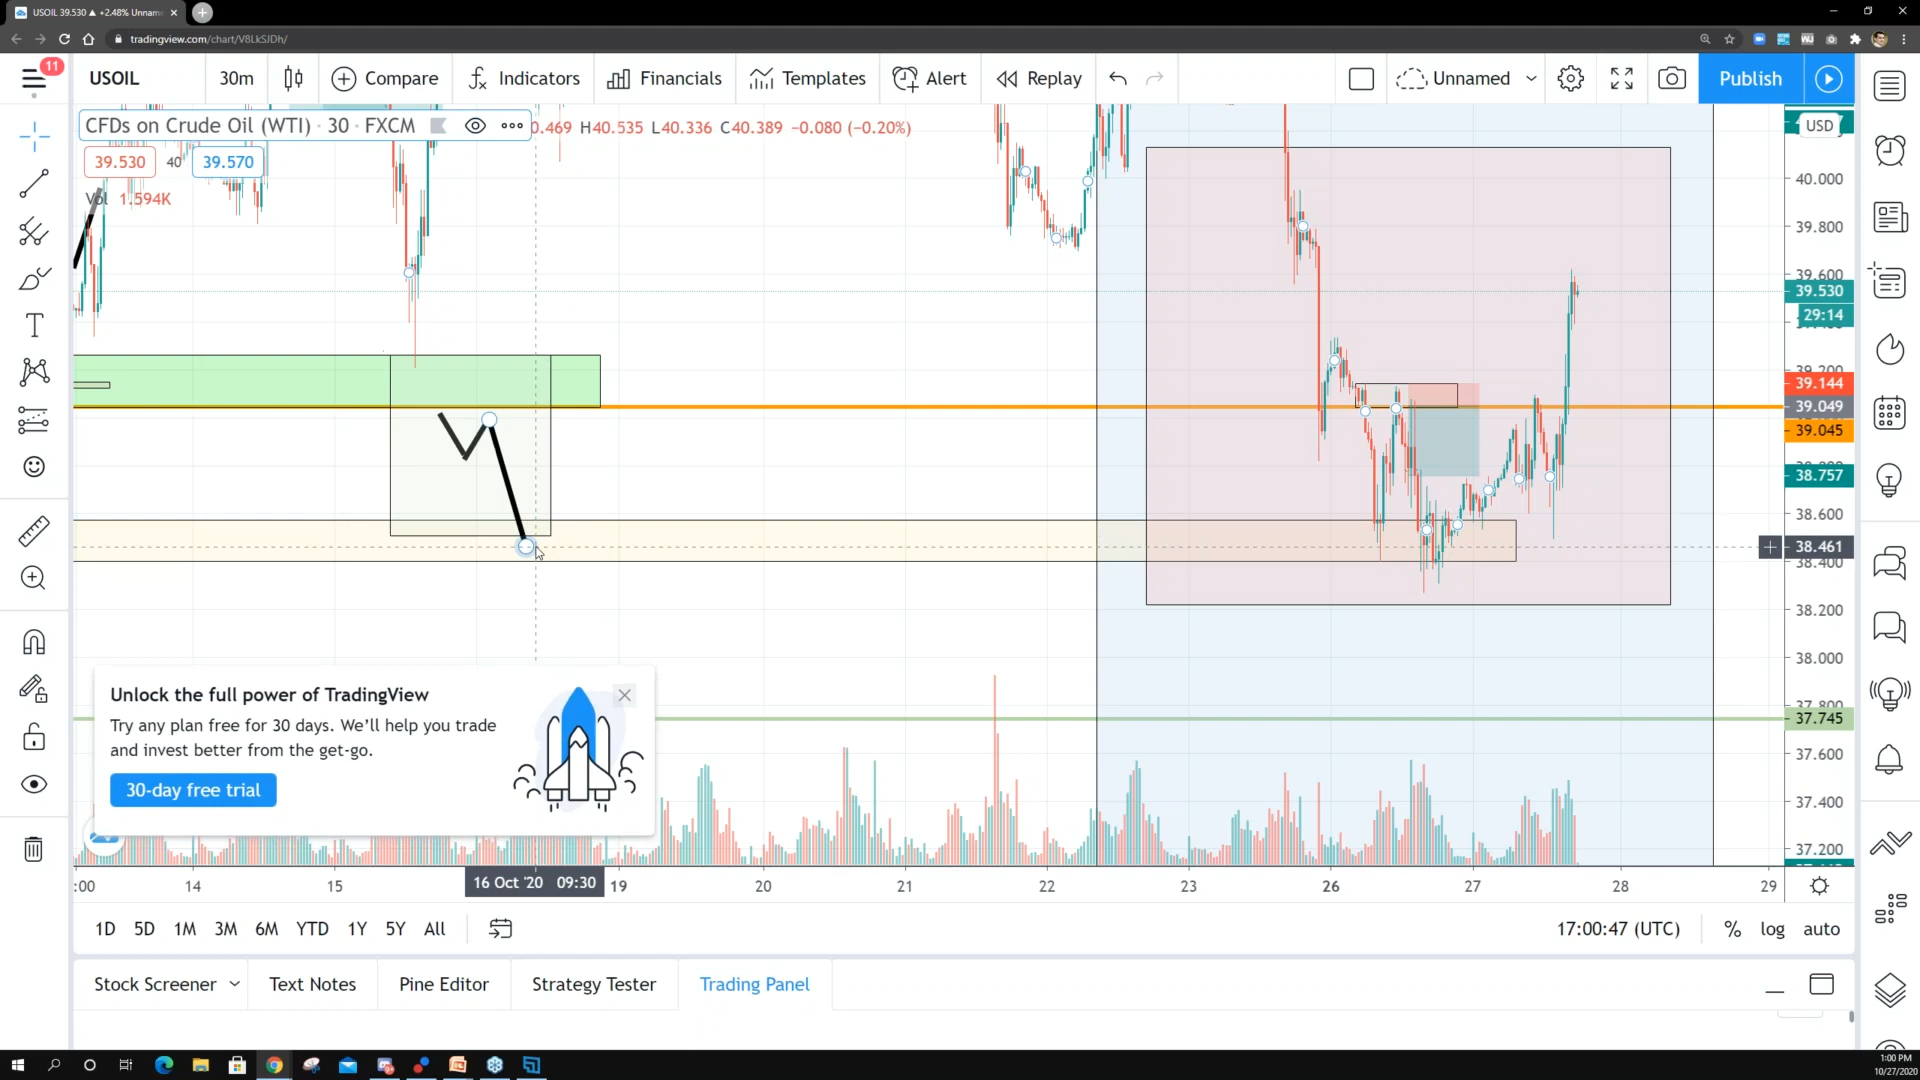 USOIL 39.530 ▲ +2.48% Unnam
tradingview.com/chart/V8LkSJDh/
11
USOIL
30m
Compare
Indicators
Financials
Templates
Alert
Replay
Unnamed
Publish
CFDs on Crude Oil (WTI) · 30 · FXCM
0.469 H40.535 L40.336 C40.389 −0.080 (−0.20%)
39.530
40
39.570
Vol 1.594K
USD
40.000
39.800
39.600
39.530
29:14
39.200
39.144
39.049
39.045
38.757
38.600
38.461
38.400
38.200
38.000
37.800
37.745
37.600
37.400
37.200
Unlock the full power of TradingView
Try any plan free for 30 days. We'll help you trade
and invest better from the get-go.
30-day free trial
:00
14
15
16 Oct '20 09:30
19
20
21
22
23
26
27
28
29
1D
5D
1M
3M
6M
YTD
1Y
5Y
All
17:00:47 (UTC)
%
log
auto
Stock Screener
Text Notes
Pine Editor
Strategy Tester
Trading Panel
1:00 PM
10/27/2020